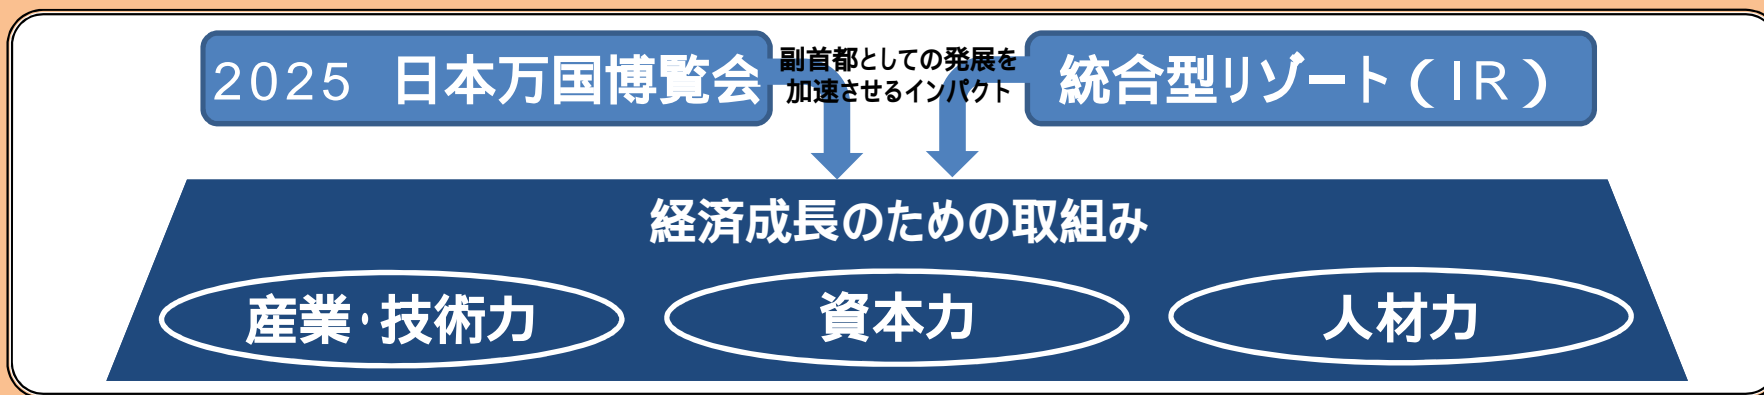 2025 日本万国博覧会
副首都としての発展を
加速させるインパクト
統合型リゾート(IR)
経済成長のための取組み
産業・技術力
資本力
人材力